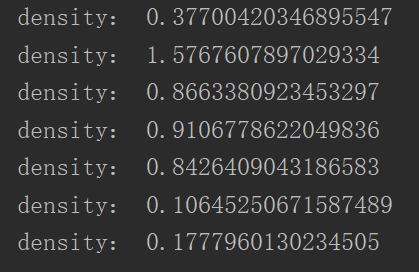 density： 0.37700420346895547
density： 1.5767607897029334
density： 0.8663380923453297
density： 0.9106778622049836
density： 0.8426409043186583
density： 0.10645250671587489
density： 0.1777960130234505